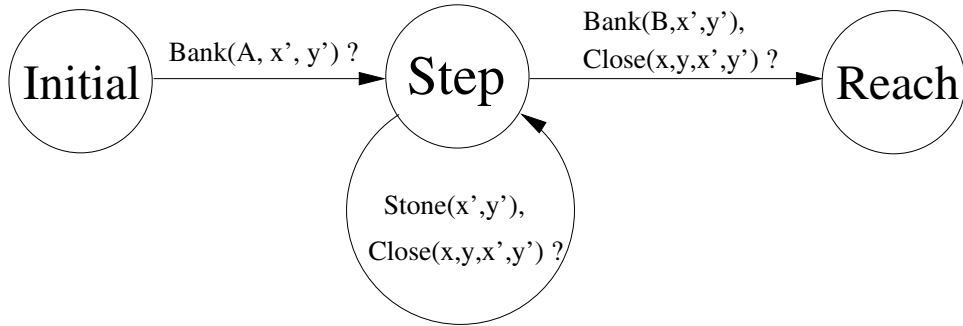 Initial
Bank(A, x', y') ?
Step
Bank(B,x',y'),
Close(x,y,x',y') ?
Reach
Stone(x',y'),
Close(x,y,x',y') ?